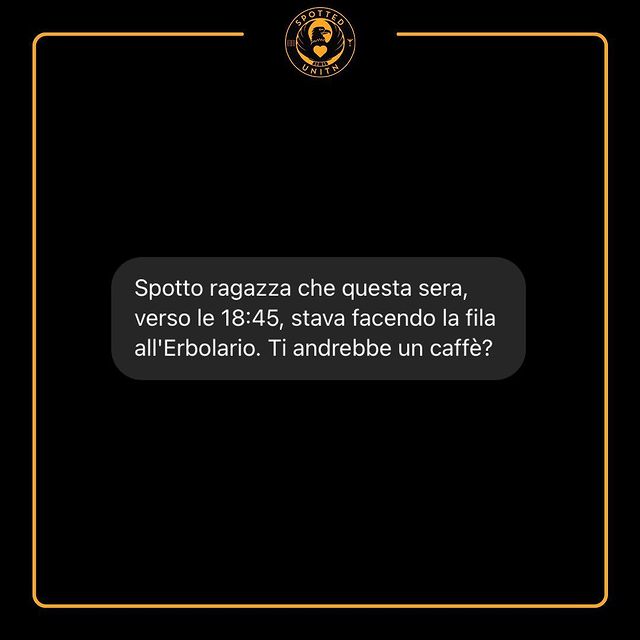 SPOTTED
UNITN
Spotto ragazza che questa sera,
verso le 18:45, stava facendo la fila
all'Erbolario. Ti andrebbe un caffè?